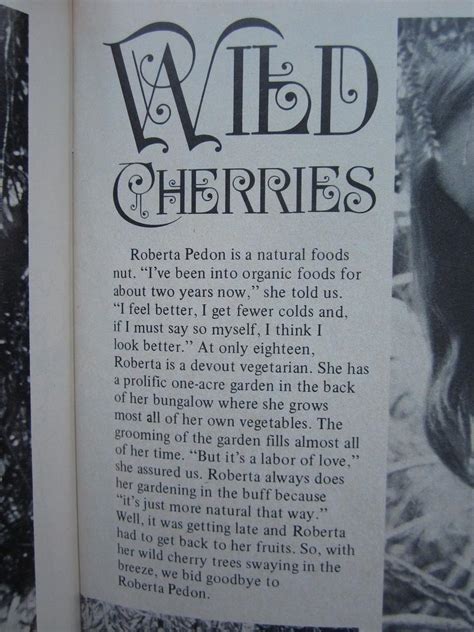 WILD
CHERRIES
Roberta Pedon is a natural foods
nut. “I’ve been into organic foods for
about two years now,” she told us.
“I feel better, I get fewer colds and,
if I must say so myself, I think I
look better.” At only eighteen,
Roberta is a devout vegetarian. She has
a prolific one-acre garden in the back
of her bungalow where she grows
most all of her own vegetables. The
grooming of the garden fills almost all
of her time. “But it’s a labor of love,”
she assured us. Roberta always does
her gardening in the buff because
“it’s just more natural that way.”
Well, it was getting late and Roberta
had to get back to her fruits. So, with
her wild cherry trees swaying in the
breeze, we bid goodbye to
Roberta Pedon.